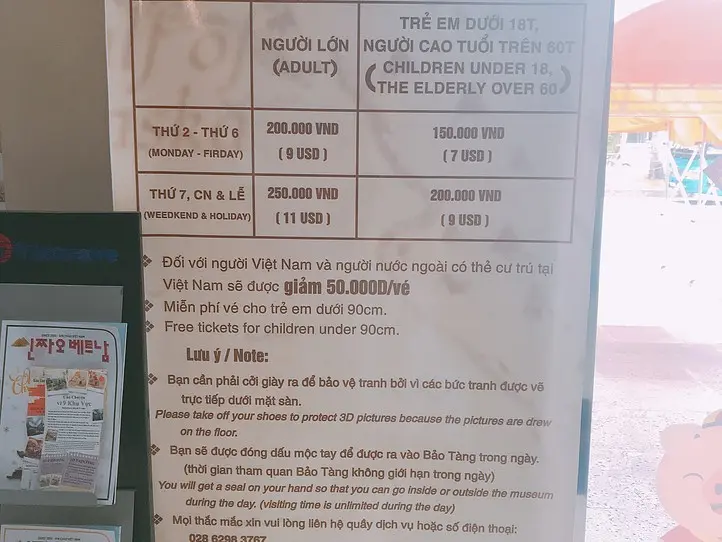 NGƯỜI LỚN
(ADULT)
TRẺ EM DƯỚI 18T,
NGƯỜI CAO TUỔI TRÊN 60T
(CHILDREN UNDER 18,
THE ELDERLY OVER 60)
THỨ 2 - THỨ 6
(MONDAY - FIRDAY)
200.000 VND
( 9 USD )
150.000 VND
( 7 USD )
THỨ 7, CN & LỄ
(WEEDKEND & HOLIDAY)
250.000 VND
( 11 USD )
200.000 VND
( 9 USD )
❖ Đối với người Việt Nam và người nước ngoài có thẻ cư trú tại
Việt Nam sẽ được giảm 50.000Đ/vé
❖ Miễn phí vé cho trẻ em dưới 90cm.
❖ Free tickets for children under 90cm.
Lưu ý / Note:
❖ Bạn cần phải cởi giày ra để bảo vệ tranh bởi vì các bức tranh được vẽ
trực tiếp dưới mặt sàn.
Please take off your shoes to protect 3D pictures because the pictures are drew
on the floor.
❖ Bạn sẽ được đóng dấu mộc tay để được ra vào Bảo Tàng trong ngày.
(thời gian tham quan Bảo Tàng không giới hạn trong ngày)
You will get a seal on your hand so that you can go inside or outside the museum
during the day. (visiting time is unlimited during the day)
❖ Mọi thắc mắc xin vui lòng liên hệ quầy dịch vụ hoặc số điện thoại:
028 6298 3767
신짜오 베트남